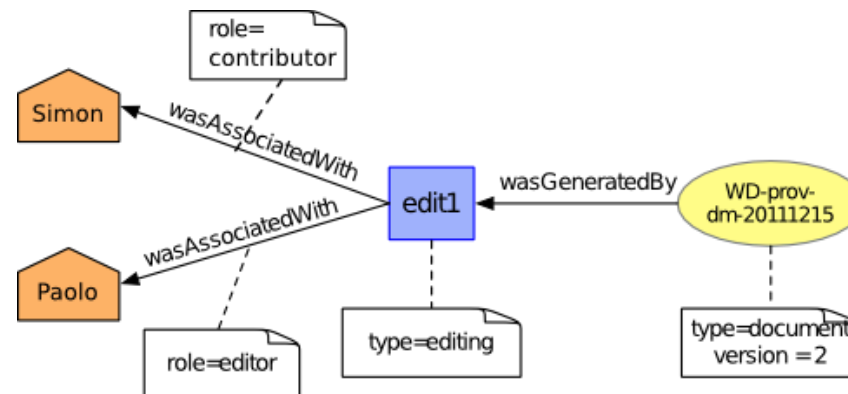 role=
contributor
Simon
wasAssociatedWith
edit1
wasGeneratedBy
WD-prov-
dm-20111215
wasAssociatedWith
Paolo
role=editor
type=editing
type=document
version = 2